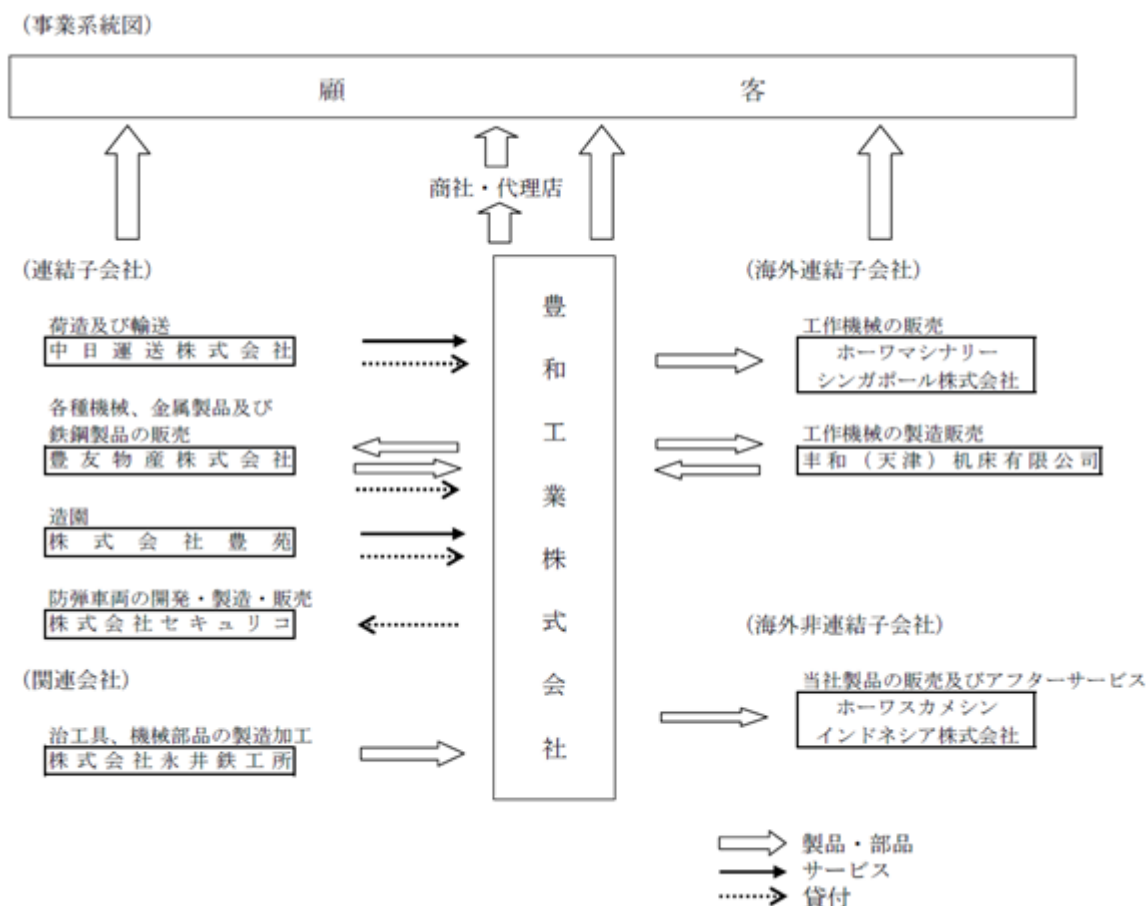 (事業系統図)
顧客
商社・代理店
(連結子会社)
荷造及び輸送
中日運送株式会社
各種機械、金属製品及び
鉄鋼製品の販売
豊友物産株式会社
造園
株式会社豊苑
防弾車両の開発・製造・販売
株式会社セキュリコ
(関連会社)
治工具、機械部品の製造加工
株式会社永井鉄工所
豊和工業株式会社
(海外連結子会社)
工作機械の販売
ホーワマシナリー
シンガポール株式会社
工作機械の製造販売
丰和(天津)机床有限公司
(海外非連結子会社)
当社製品の販売及びアフターサービス
ホーワスカメシン
インドネシア株式会社
製品・部品
サービス
貸付